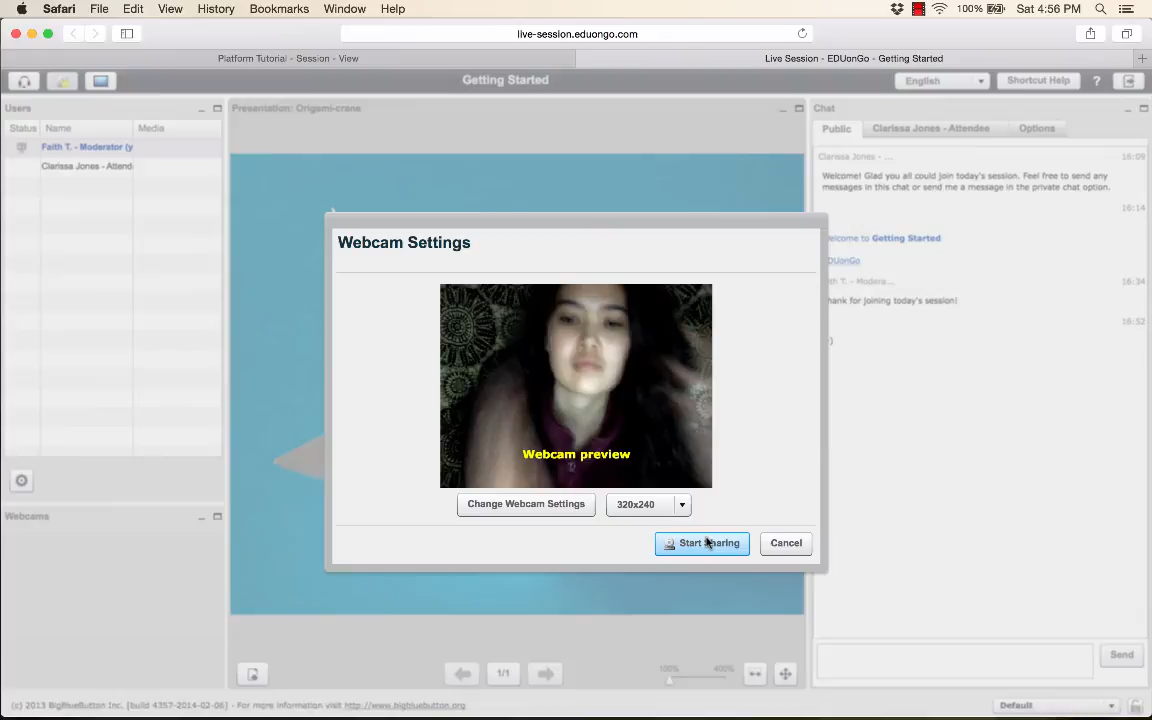 Safari File Edit View History Bookmarks Window Help 100% Sat 4:56 PM
live-session.eduongo.com
Platform Tutorial - Session - View
Live Session - EDUonGo - Getting Started
Getting Started
English
Shortcut Help
?
Users
Status Name Media
Faith T. - Moderator (y
Clarissa Jones - Attend
Webcams
Presentation: Origami-crane
Webcam Settings
Webcam preview
Change Webcam Settings
320x240
Start Sharing
Cancel
1/1
100% 400%
Chat
Public
Clarissa Jones - Attendee
Options
Clarissa Jones - ... 16:09
Welcome! Glad you all could join today's session. Feel free to send any
messages in this chat or send me a message in the private chat option.
16:14
elcome to Getting Started
DUonGo
ith T. - Modera... 16:34
hank for joining today's session!
16:52
)
Send
(c) 2013 BigBlueButton Inc. [build 4357-2014-02-06] - For more information visit http://www.bigbluebutton.org
Default